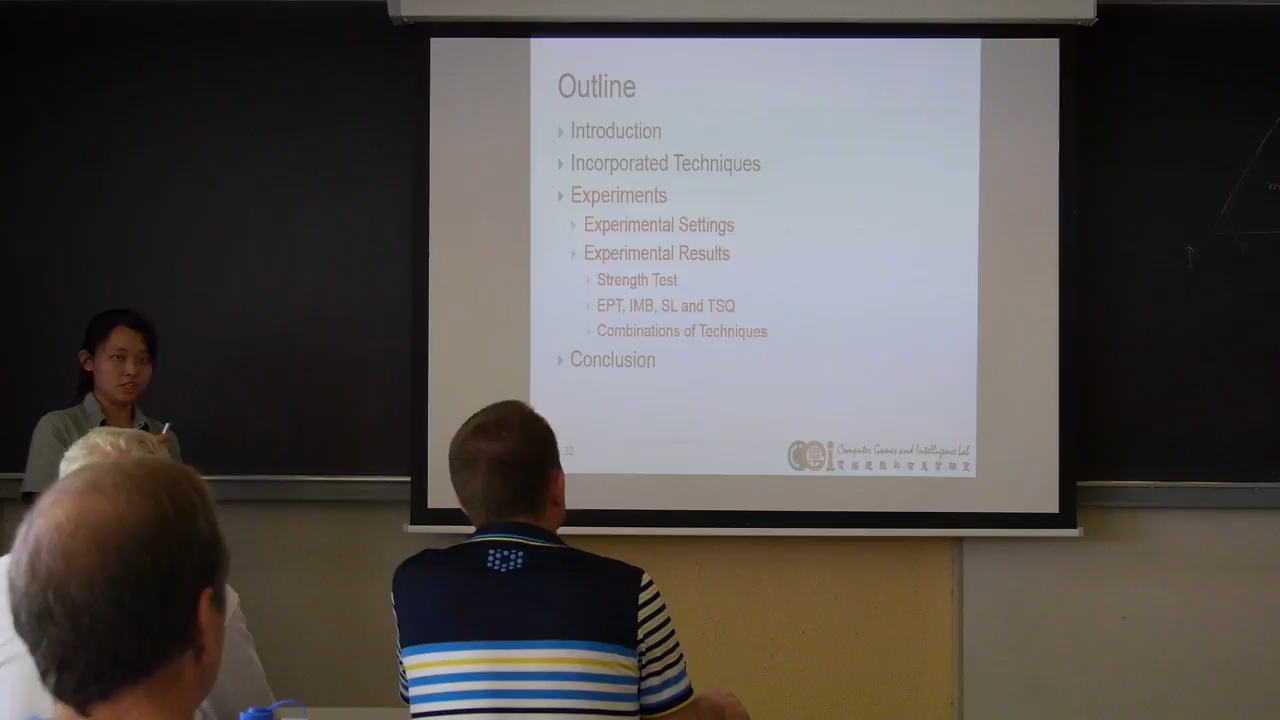 Outline
Introduction
Incorporated Techniques
Experiments
Experimental Settings
Experimental Results
Strength Test
EPT, IMB, SL and TSQ
Combinations of Techniques
Conclusion
33
Computer Games and Intelligence Lab